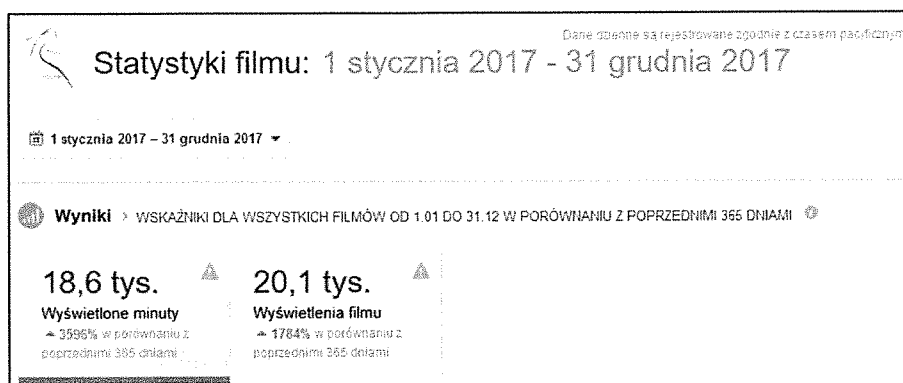 Dane dzienne są rejestrowane zgodnie z czasem pacyficznym
Statystyki filmu: 1 stycznia 2017 - 31 grudnia 2017
1 stycznia 2017 – 31 grudnia 2017
Wyniki > WSKAŹNIKI DLA WSZYSTKICH FILMÓW OD 1.01 DO 31.12 W PORÓWNANIU Z POPRZEDNIMI 365 DNIAMI
18,6 tys.
Wyświetlone minuty
3596% w porównaniu z
poprzednimi 365 dniami
20,1 tys.
Wyświetlenia filmu
1784% w porównaniu z
poprzednimi 365 dniami